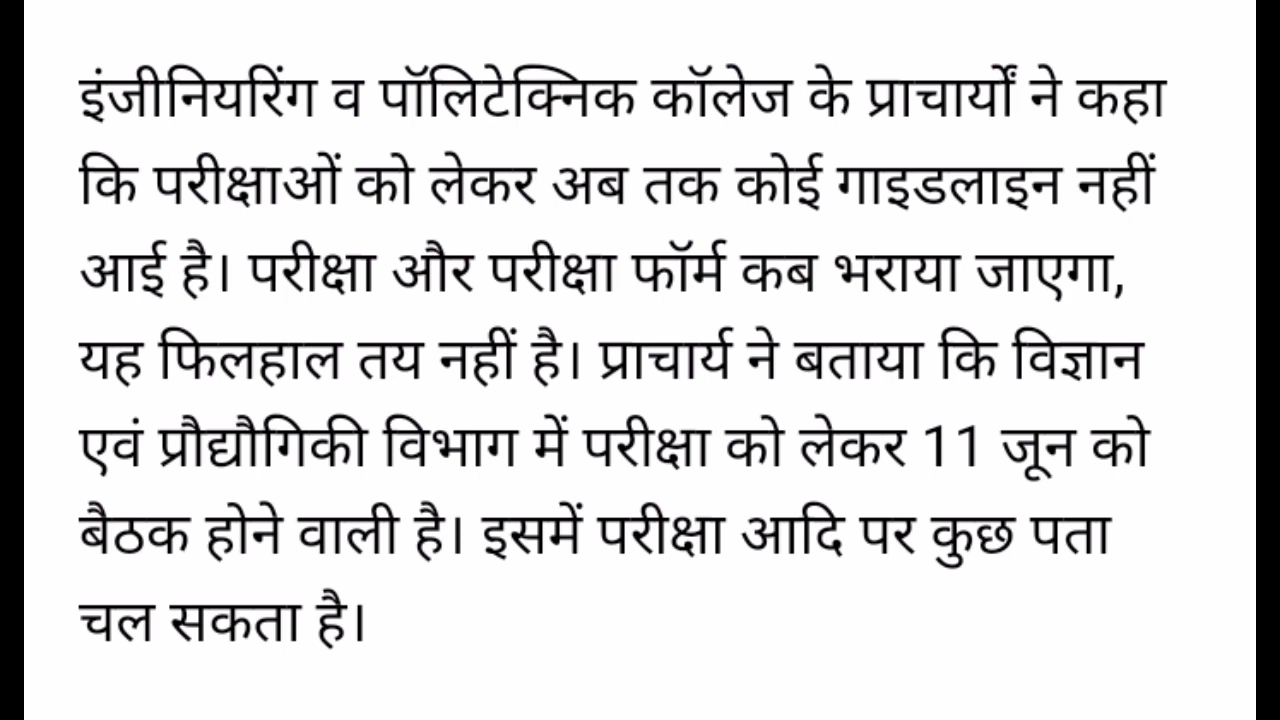 इंजीनियरिंग व पॉलिटेक्निक कॉलेज के प्राचार्यों ने कहा
कि परीक्षाओं को लेकर अब तक कोई गाइडलाइन नहीं
आई है। परीक्षा और परीक्षा फॉर्म कब भराया जाएगा,
यह फिलहाल तय नहीं है। प्राचार्य ने बताया कि विज्ञान
एवं प्रौद्यौगिकी विभाग में परीक्षा को लेकर 11 जून को
बैठक होने वाली है। इसमें परीक्षा आदि पर कुछ पता
चल सकता है।